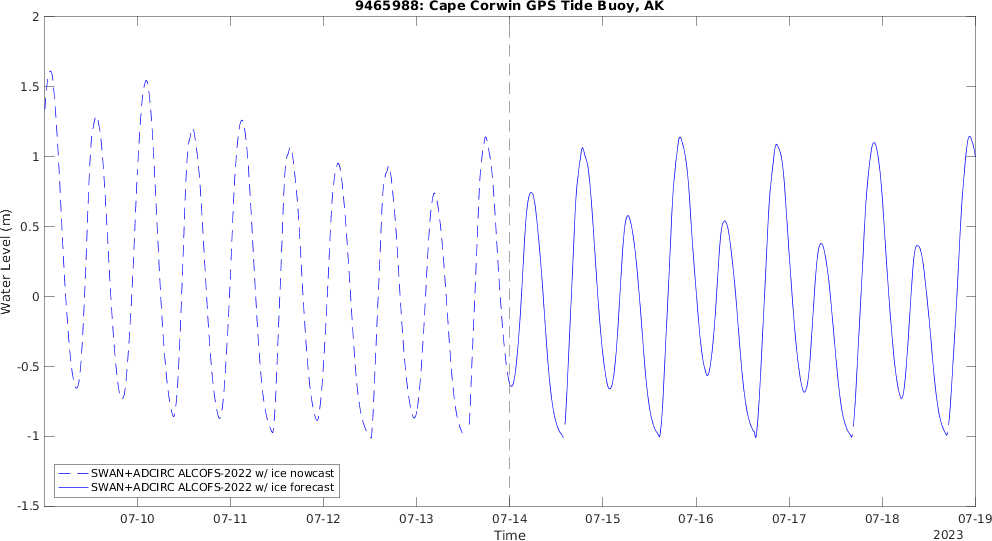 9465988: Cape Corwin GPS Tide Buoy, AK
2
1.5
1
0.5
0
-0.5
-1
-1.5
Water Level (m)
SWAN+ADCIRC ALCOFS-2022 w/ ice nowcast
SWAN+ADCIRC ALCOFS-2022 w/ ice forecast
07-10 07-11 07-12 07-13 07-14 07-15 07-16 07-17 07-18 07-19
Time
2023